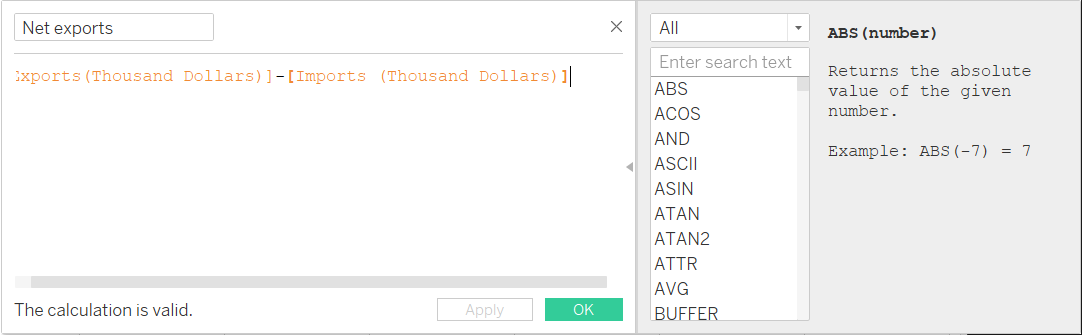 Net exports
xports(Thousand Dollars)]-[Imports (Thousand Dollars)]
The calculation is valid.
Apply
OK
All
Enter search text
ABS
ACOS
AND
ASCII
ASIN
ATAN
ATAN2
ATTR
AVG
BUFFER
ABS(number)
Returns the absolute
value of the given
number.
Example: ABS(-7) = 7